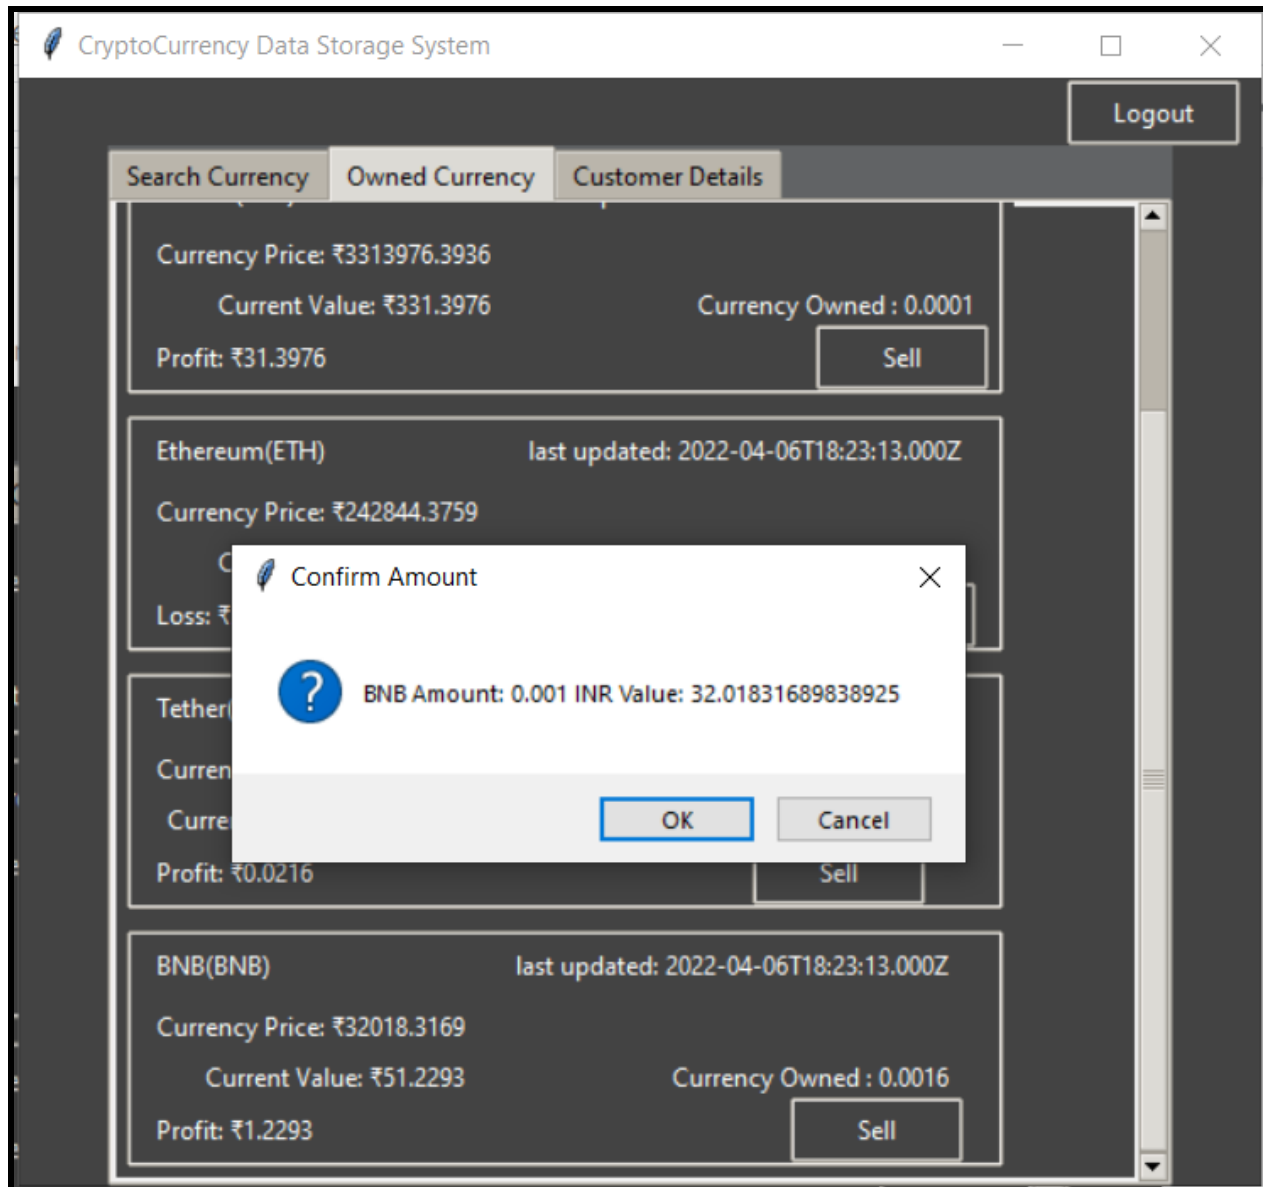 CryptoCurrency Data Storage System
Logout
Search Currency Owned Currency Customer Details
Currency Price: ₹3313976.3936
Current Value: ₹331.3976 Currency Owned : 0.0001
Profit: ₹31.3976 Sell
Ethereum(ETH) last updated: 2022-04-06T18:23:13.000Z
Currency Price: ₹242844.3759
Confirm Amount
Loss: ₹
BNB Amount: 0.001 INR Value: 32.01831689838925
Tether(
Curren
Curre
OK Cancel
Profit: ₹0.0216 Sell
BNB(BNB) last updated: 2022-04-06T18:23:13.000Z
Currency Price: ₹32018.3169
Current Value: ₹51.2293 Currency Owned : 0.0016
Profit: ₹1.2293 Sell